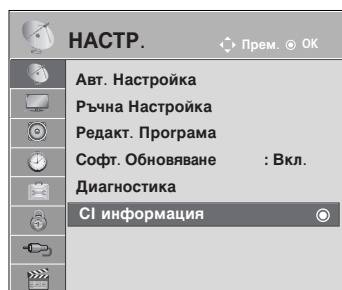 НАСТР. Прем. OK
Авт. Настройка
Ръчна Настройка
Редакт. Програма
Софт. Обновяване : Вкл.
Диагностика
CI информация